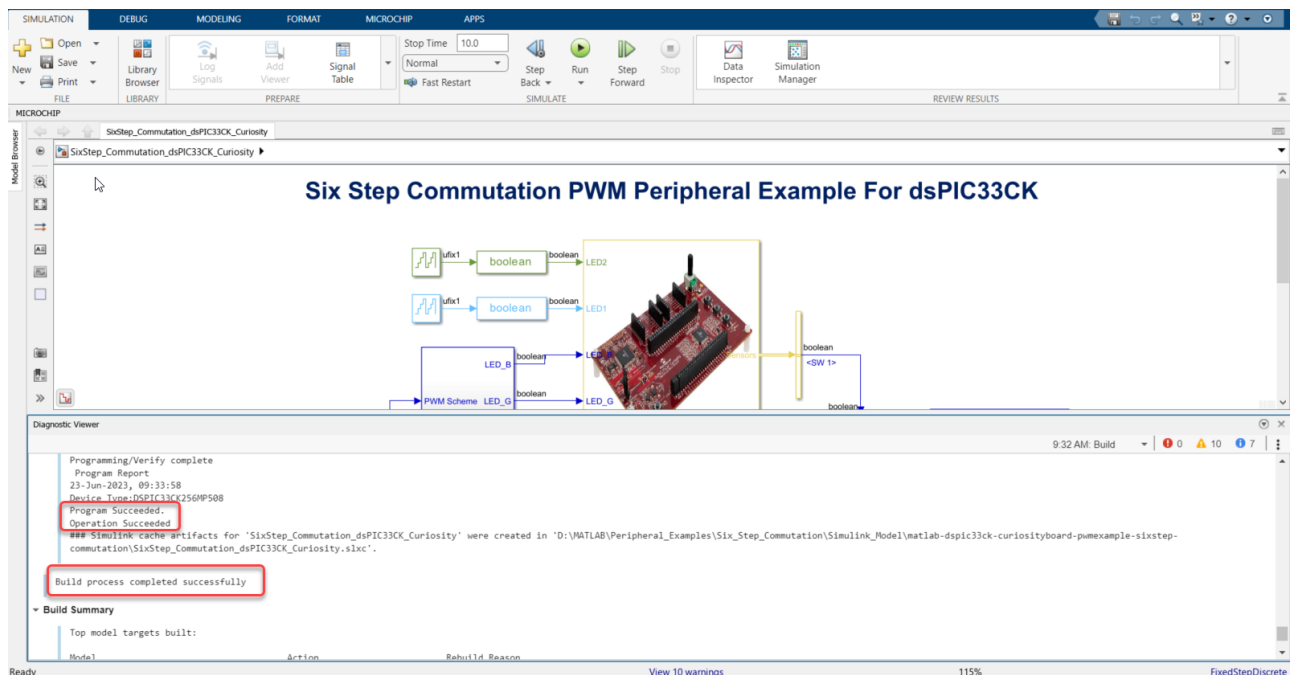 SIMULATION DEBUG MODELING FORMAT MICROCHIP APPS
New
Open
Save
Print
FILE
Library
Browser
LIBRARY
Log
Signals
Add
Viewer
Signal
Table
PREPARE
Stop Time 10.0
Normal
Fast Restart
Step
Back
Run
Step
Forward
Stop
SIMULATE
Data
Inspector
Simulation
Manager
REVIEW RESULTS
MICROCHIP
Model Browser
SixStep_Commutation_dsPIC33CK_Curiosity
SixStep_Commutation_dsPIC33CK_Curiosity
Six Step Commutation PWM Peripheral Example For dsPIC33CK
ufix1 boolean boolean LED2
ufix1 boolean boolean LED1
LED_B boolean LED_B
boolean
<SW 1>
PWM Scheme LED_G boolean LED_G
boolean
Diagnostic Viewer
9:32 AM: Build 0 10 7
Programming/Verify complete
Program Report
23-Jun-2023, 09:33:58
Device Type:DSPIC33CK256MP508
Program Succeeded.
Operation Succeeded
### Simulink cache artifacts for 'SixStep_Commutation_dsPIC33CK_Curiosity' were created in 'D:\MATLAB\Peripheral_Examples\Six_Step_Commutation\Simulink_Model\matlab-dspic33ck-curiosityboard-pwmexample-sixstep-
commutation\SixStep_Commutation_dsPIC33CK_Curiosity.slxc'.
Build process completed successfully
Build Summary
Top model targets built:
Model Action Rebuild Reason
Ready View 10 warnings 115% FixedStepDiscrete